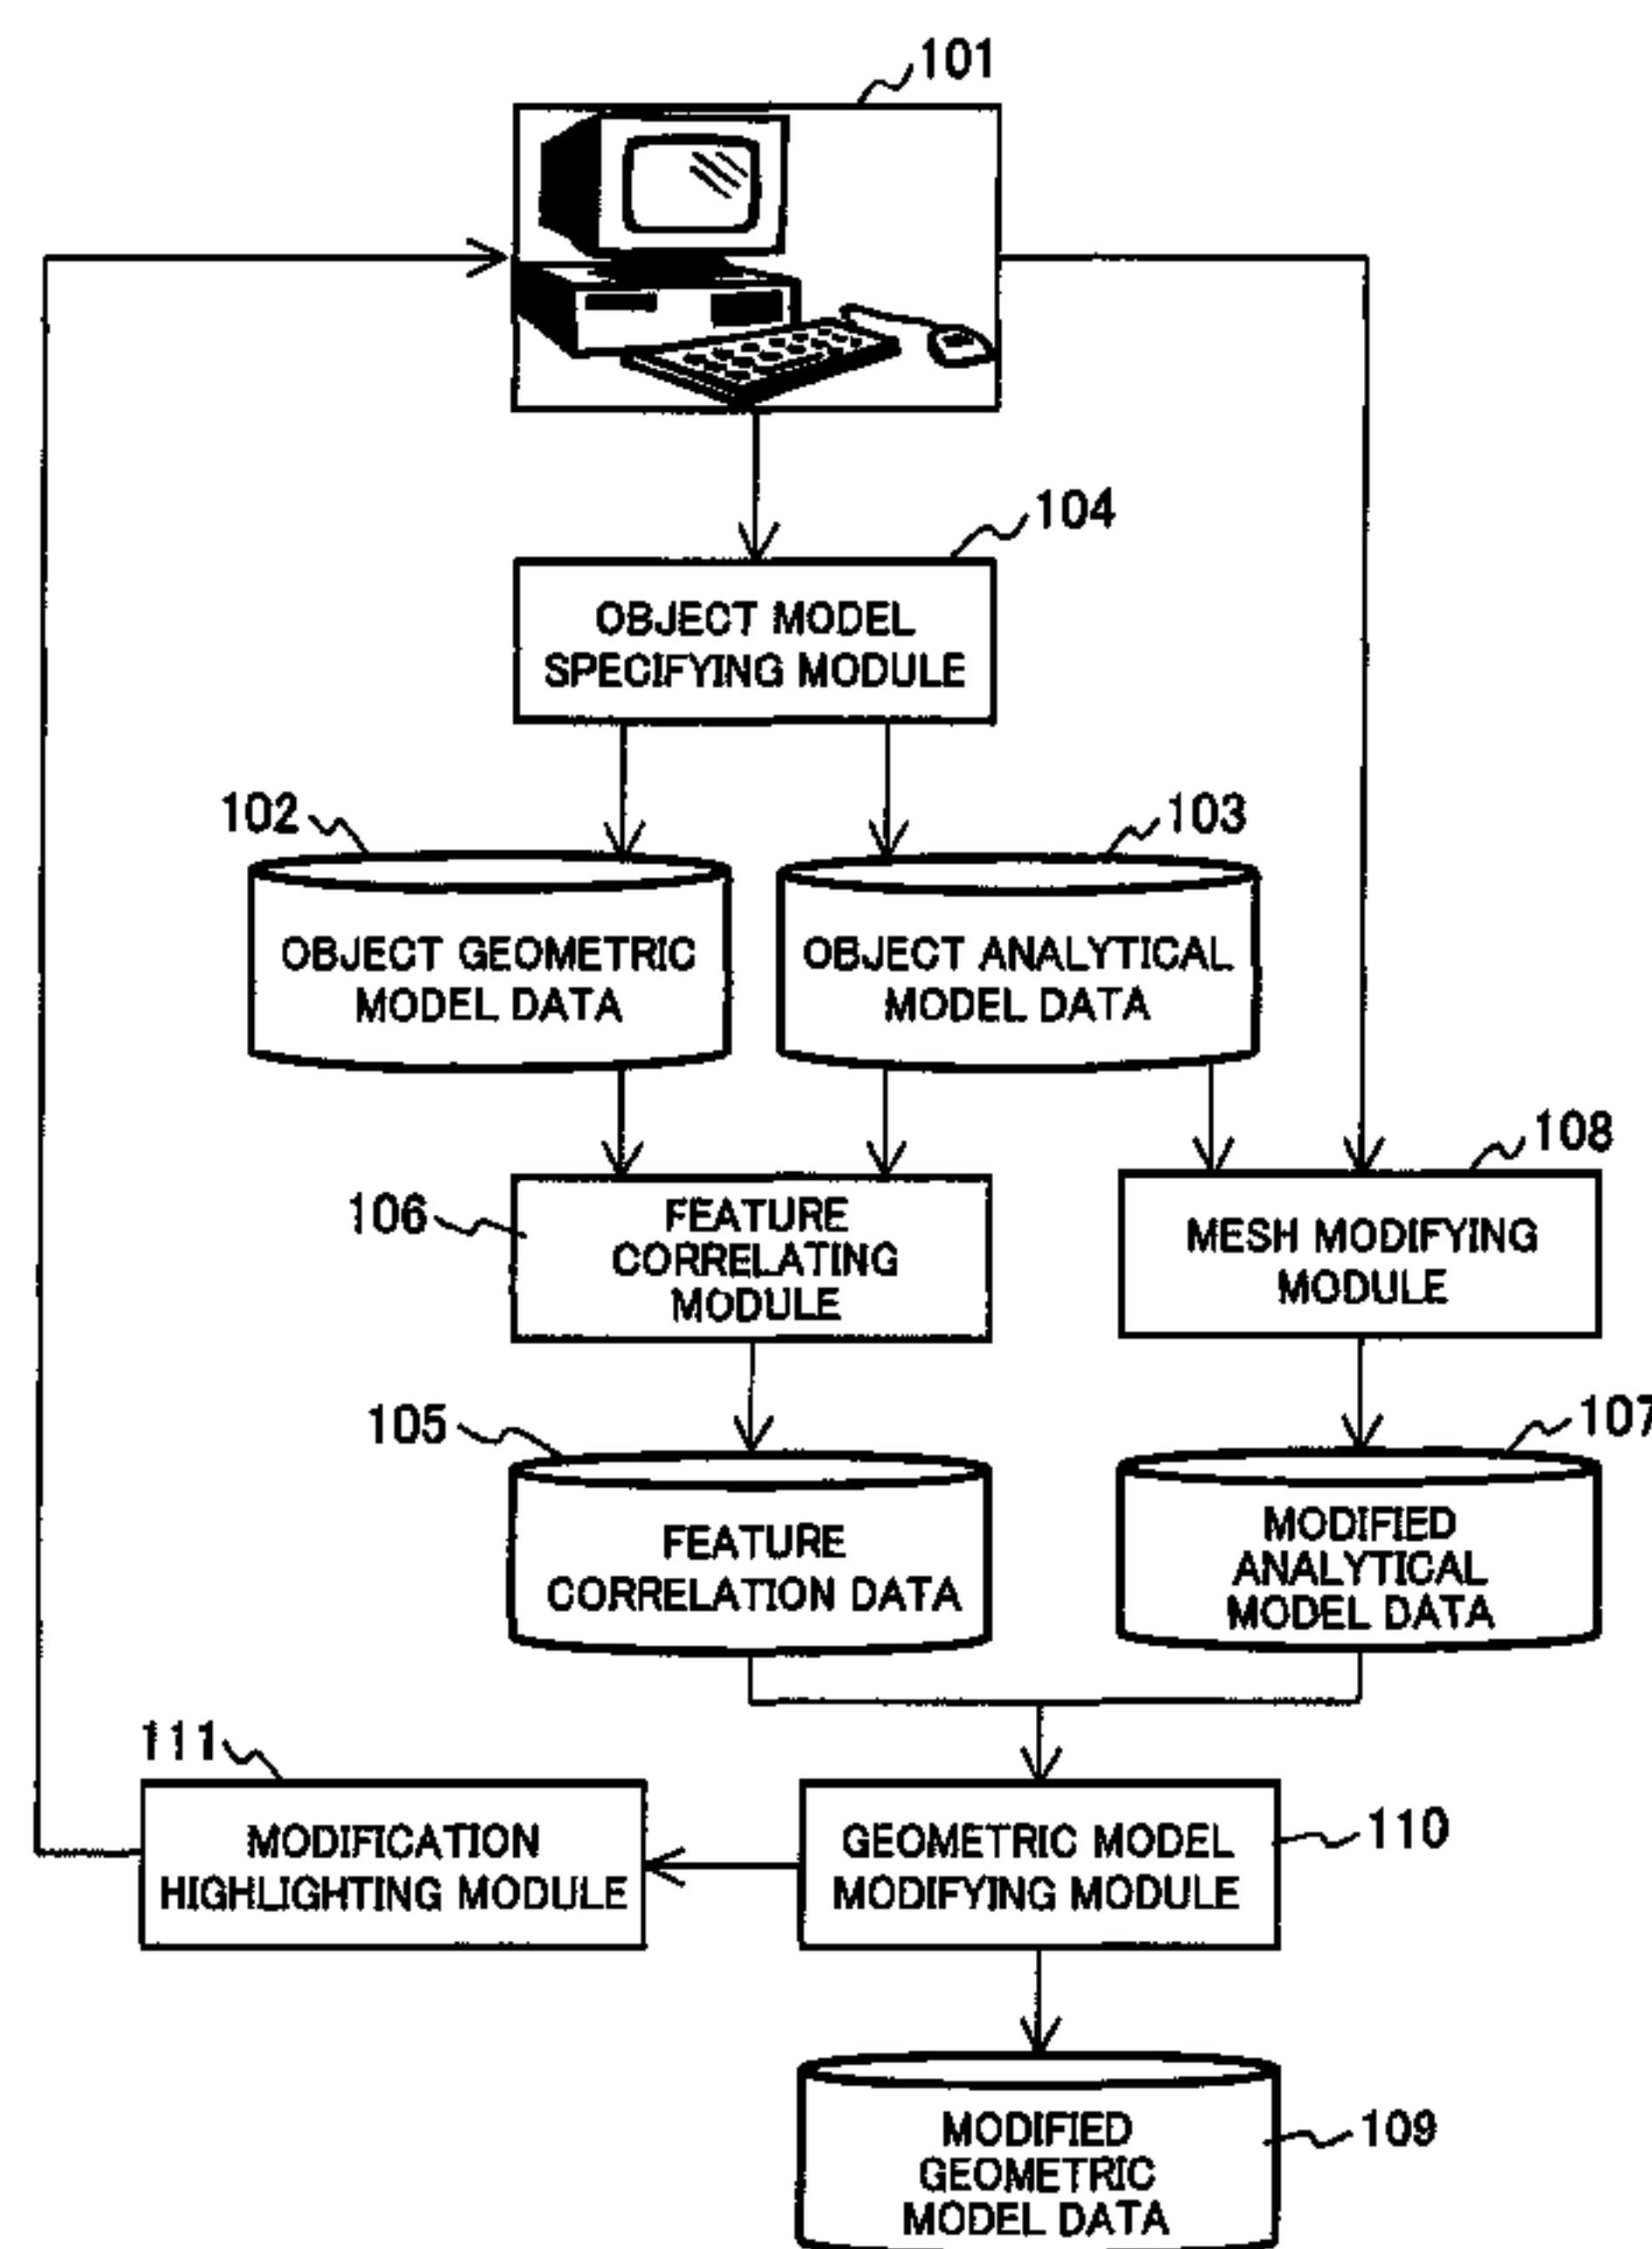 101
104
OBJECT MODEL
SPECIFYING MODULE
102
103
OBJECT GEOMETRIC
MODEL DATA
OBJECT ANALYTICAL
MODEL DATA
108
106
FEATURE
CORRELATING
MODULE
MESH MODIFYING
MODULE
105
107
FEATURE
CORRELATION DATA
MODIFIED
ANALYTICAL
MODEL DATA
111
MODIFICATION
HIGHLIGHTING MODULE
GEOMETRIC MODEL
MODIFYING MODULE
110
MODIFIED
GEOMETRIC
MODEL DATA
109